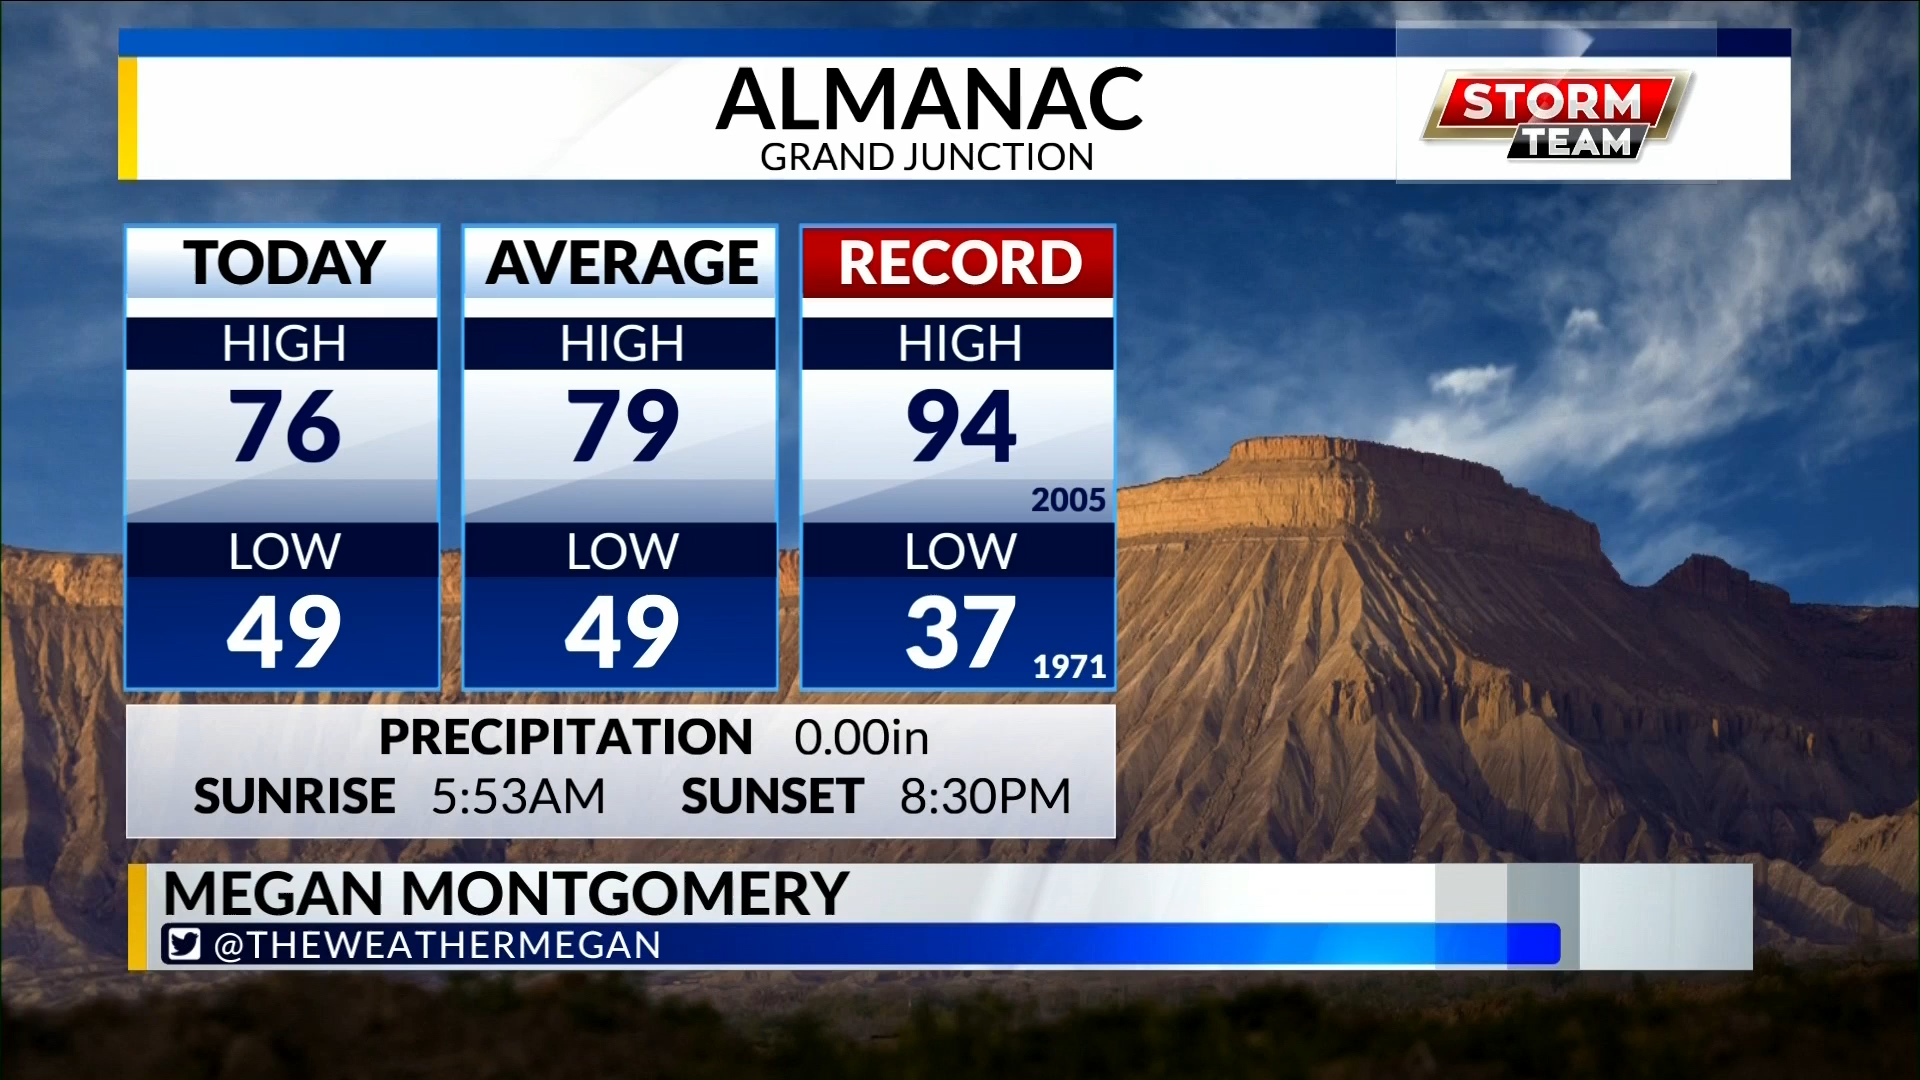 ALMANAC
GRAND JUNCTION
STORM
TEAM
TODAY AVERAGE RECORD
HIGH HIGH HIGH
76 79 94
2005
LOW LOW LOW
49 49 37 1971
PRECIPITATION 0.00in
SUNRISE 5:53AM SUNSET 8:30PM
MEGAN MONTGOMERY
@THEWEATHERMEGAN